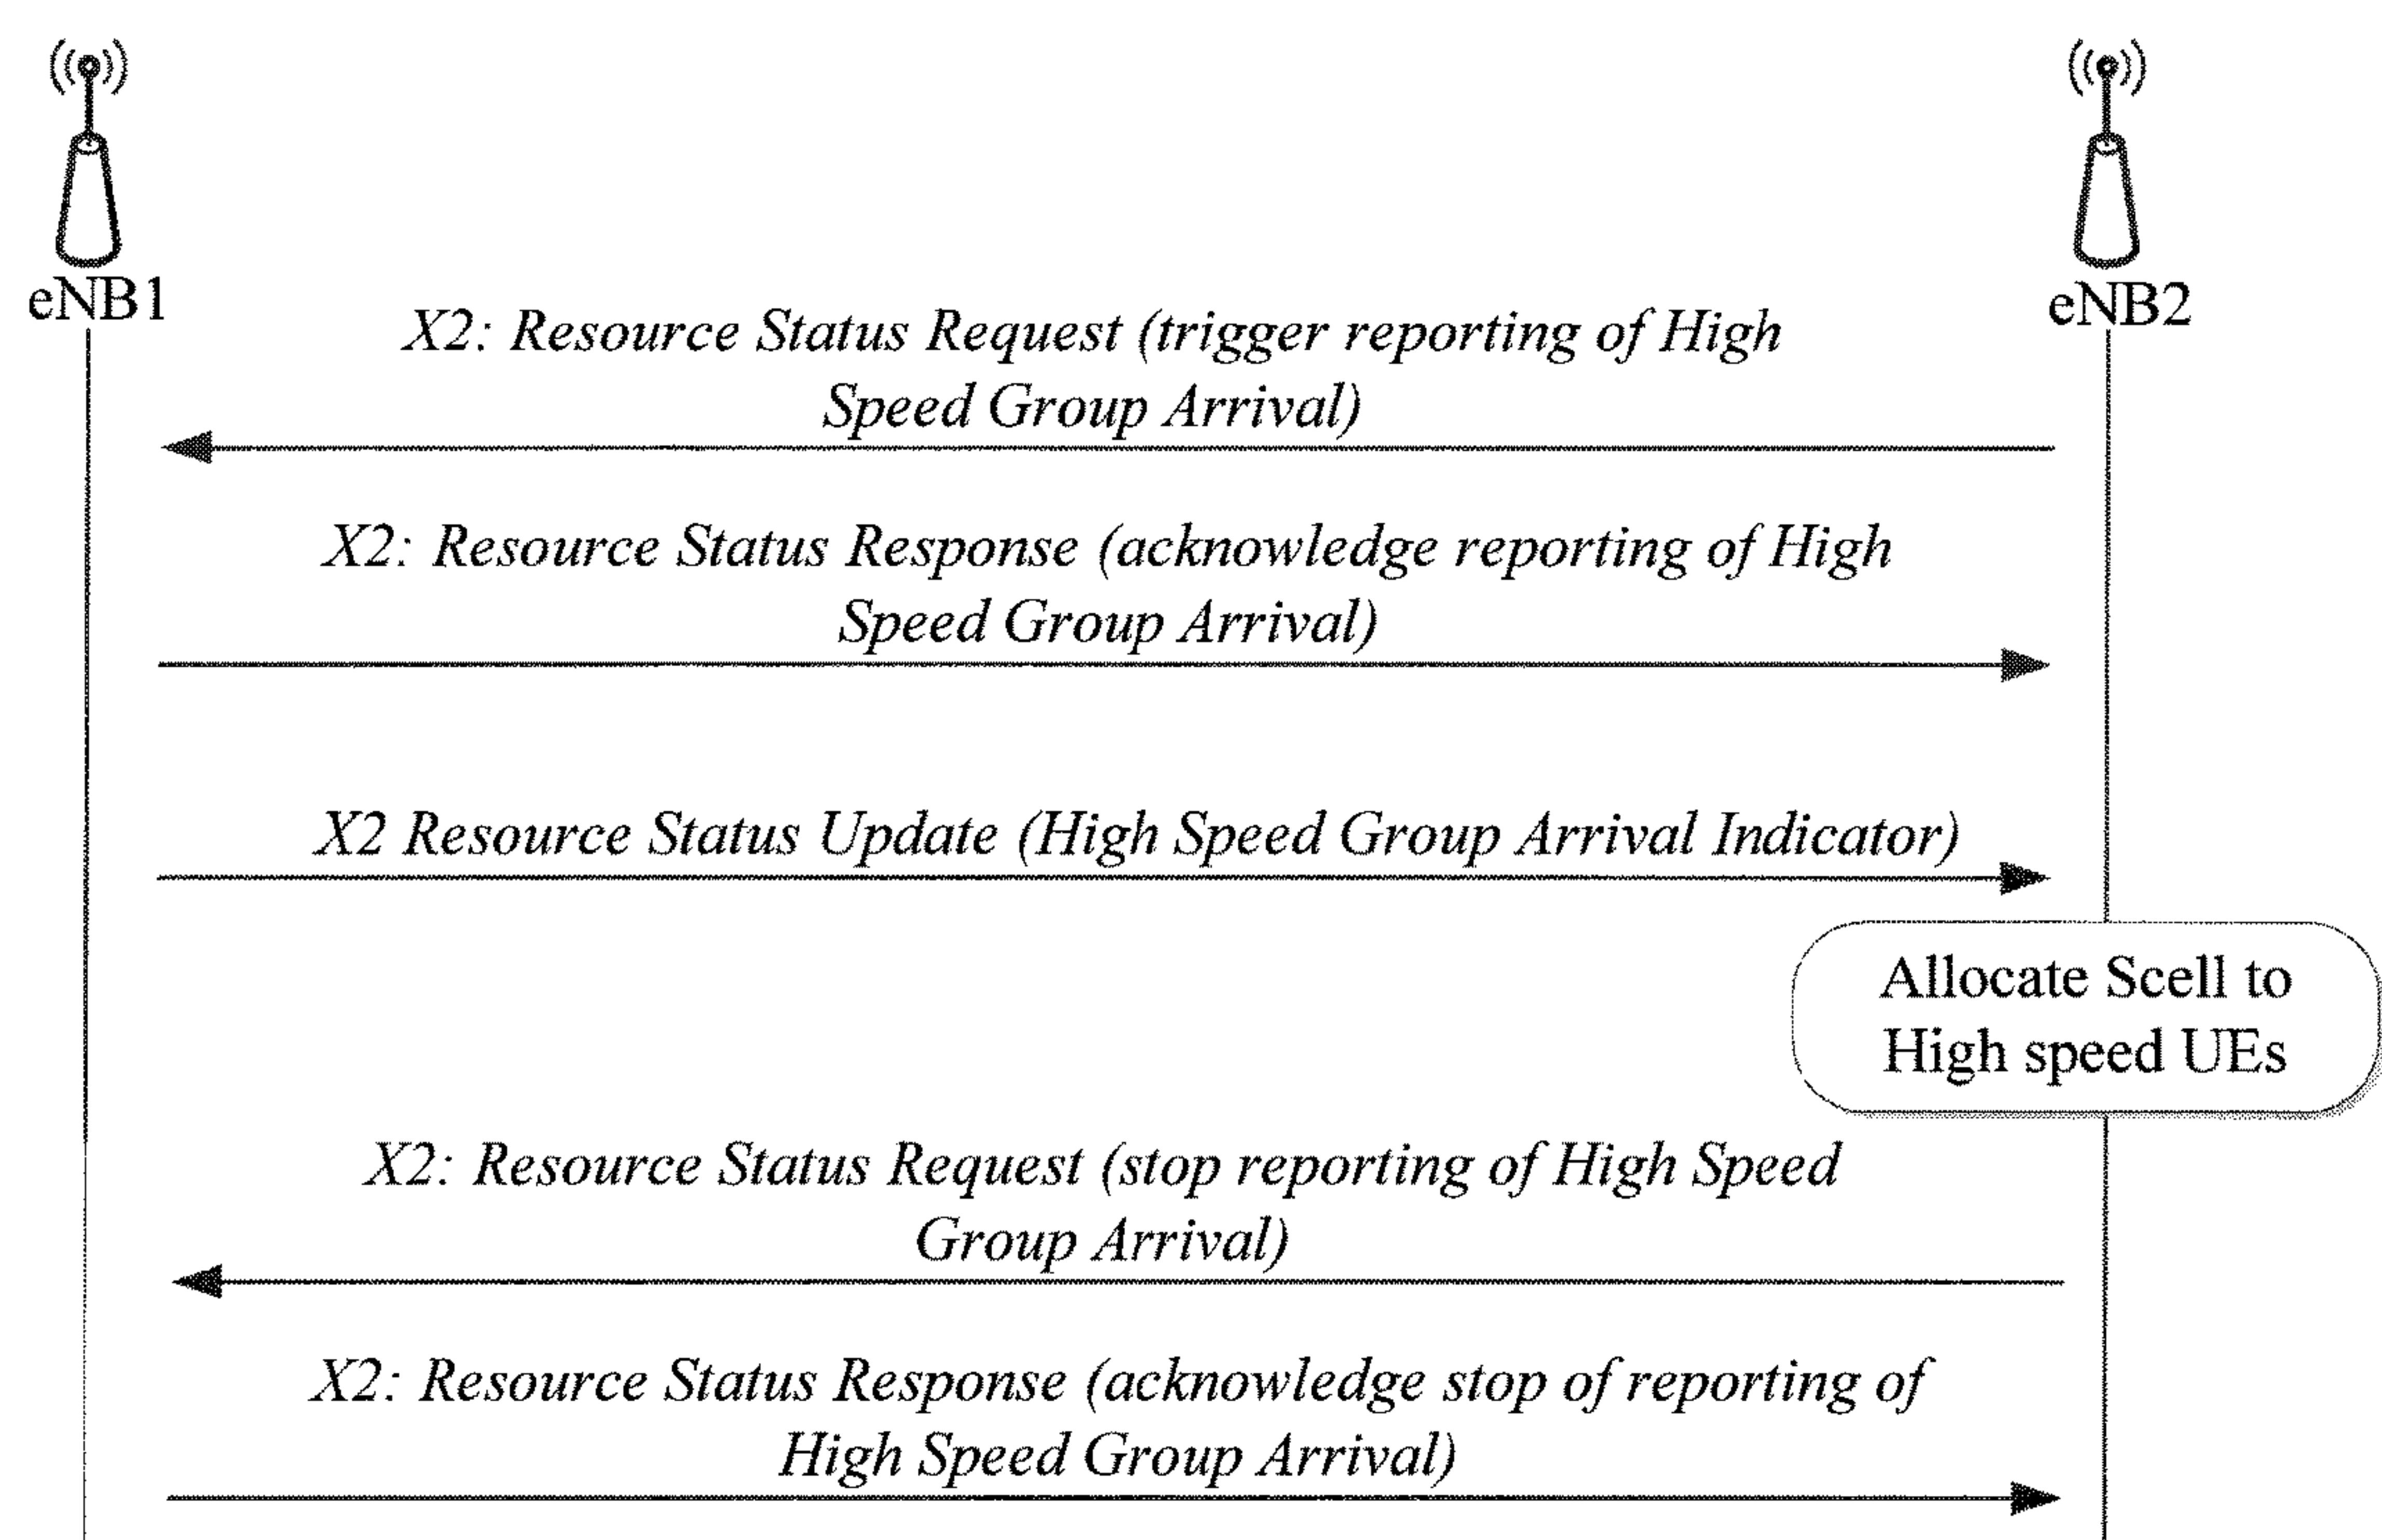 eNB1
eNB2
X2: Resource Status Request (trigger reporting of High
Speed Group Arrival)
X2: Resource Status Response (acknowledge reporting of High
Speed Group Arrival)
X2 Resource Status Update (High Speed Group Arrival Indicator)
Allocate Scell to
High speed UEs
X2: Resource Status Request (stop reporting of High Speed
Group Arrival)
X2: Resource Status Response (acknowledge stop of reporting of
High Speed Group Arrival)